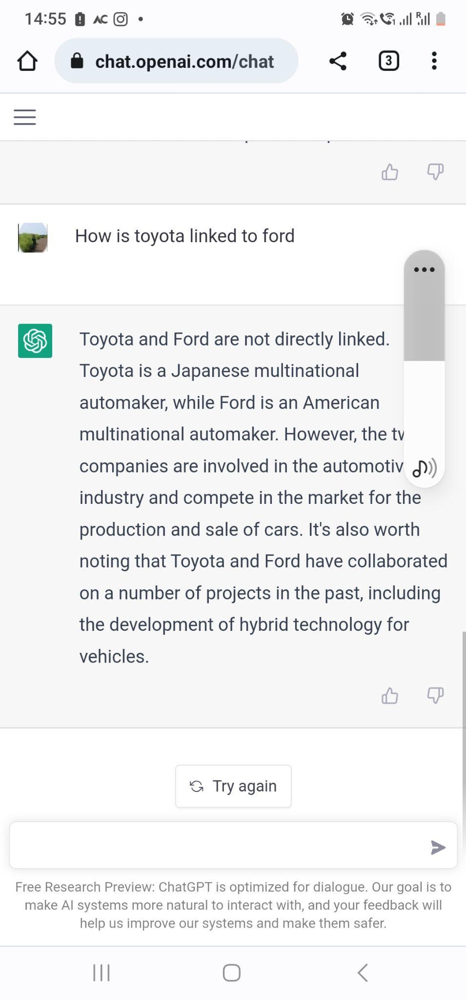 14:55 AC
R
chat.openai.com/chat
3
How is toyota linked to ford
Toyota and Ford are not directly linked.
Toyota is a Japanese multinational
automaker, while Ford is an American
multinational automaker. However, the
companies are involved in the
industry and compete in the market for the
production and sale of cars. It's also worth
noting that Toyota and Ford have collaborated
on a number of projects in the past, including
the development of hybrid technology for
vehicles.
Try again
Free Research Preview: ChatGPT is optimized for dialogue. Our goal is to
make AI systems more natural to interact with, and your feedback will
help us improve our systems and make them safer.